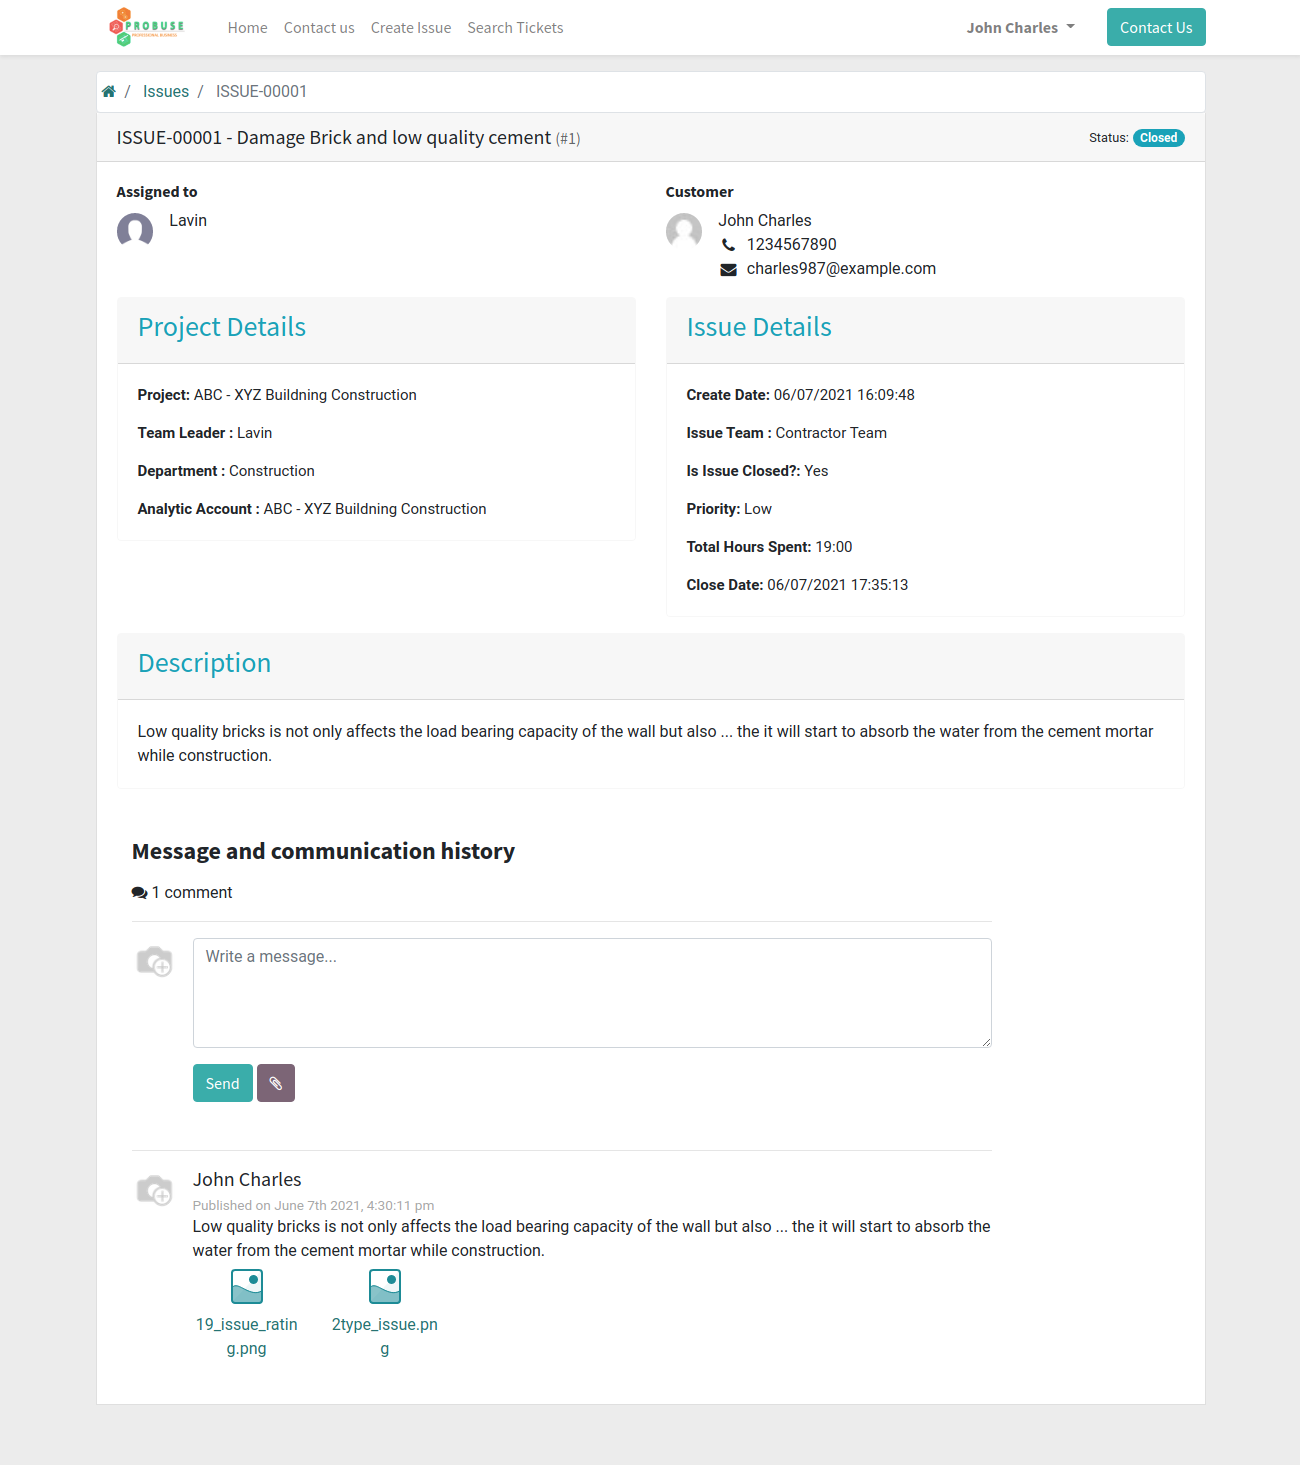 PROBUSE
PROFESSIONAL BUSINESS
Home Contact us Create Issue Search Tickets John Charles Contact Us
/ Issues / ISSUE-00001
ISSUE-00001 - Damage Brick and low quality cement (#1) Status: Closed
Assigned to
Lavin
Customer
John Charles
1234567890
charles987@example.com
Project Details
Project: ABC - XYZ Buildning Construction
Team Leader : Lavin
Department : Construction
Analytic Account : ABC - XYZ Buildning Construction
Issue Details
Create Date: 06/07/2021 16:09:48
Issue Team : Contractor Team
Is Issue Closed?: Yes
Priority: Low
Total Hours Spent: 19:00
Close Date: 06/07/2021 17:35:13
Description
Low quality bricks is not only affects the load bearing capacity of the wall but also ... the it will start to absorb the water from the cement mortar
while construction.
Message and communication history
1 comment
Write a message...
Send
John Charles
Published on June 7th 2021, 4:30:11 pm
Low quality bricks is not only affects the load bearing capacity of the wall but also ... the it will start to absorb the
water from the cement mortar while construction.
19_issue_ratin
g.png
2type_issue.pn
g